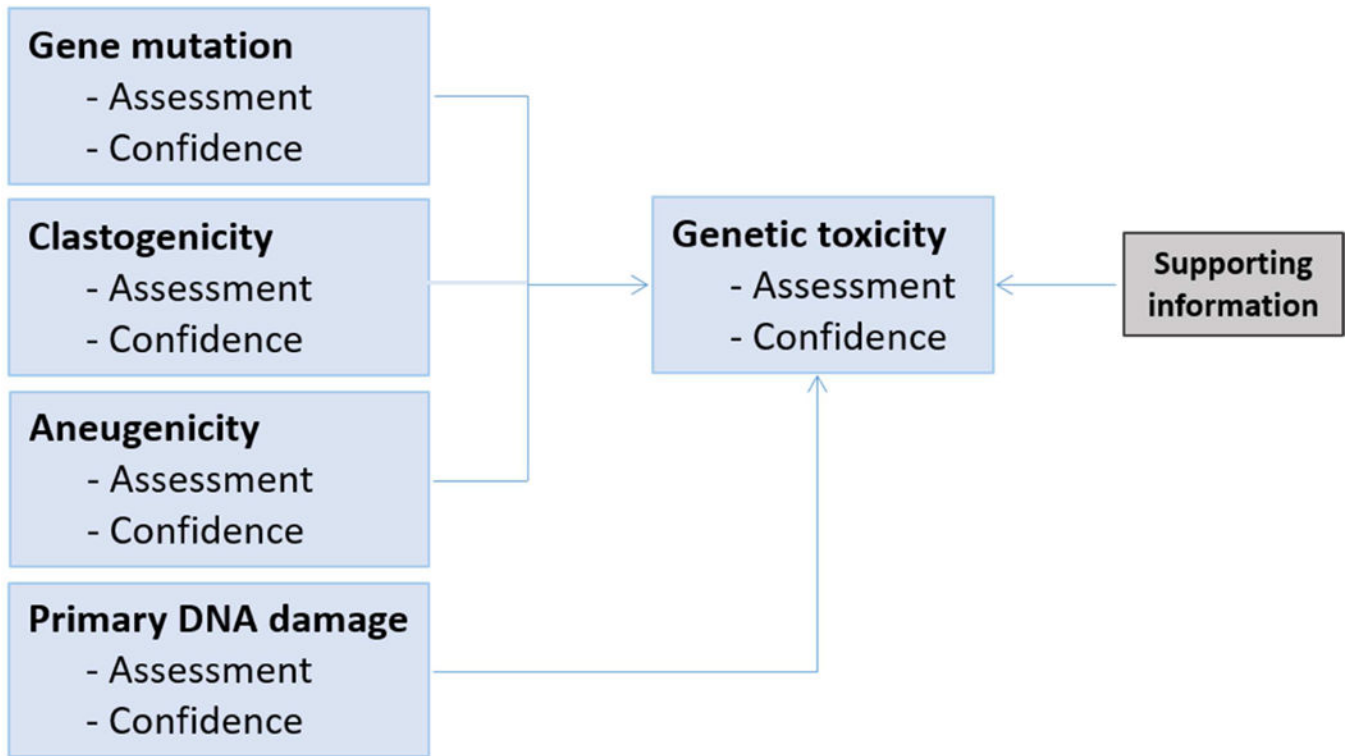 Gene mutation
- Assessment
- Confidence
Clastogenicity
- Assessment
- Confidence
Aneugenicity
- Assessment
- Confidence
Primary DNA damage
- Assessment
- Confidence
Genetic toxicity
- Assessment
- Confidence
Supporting
information